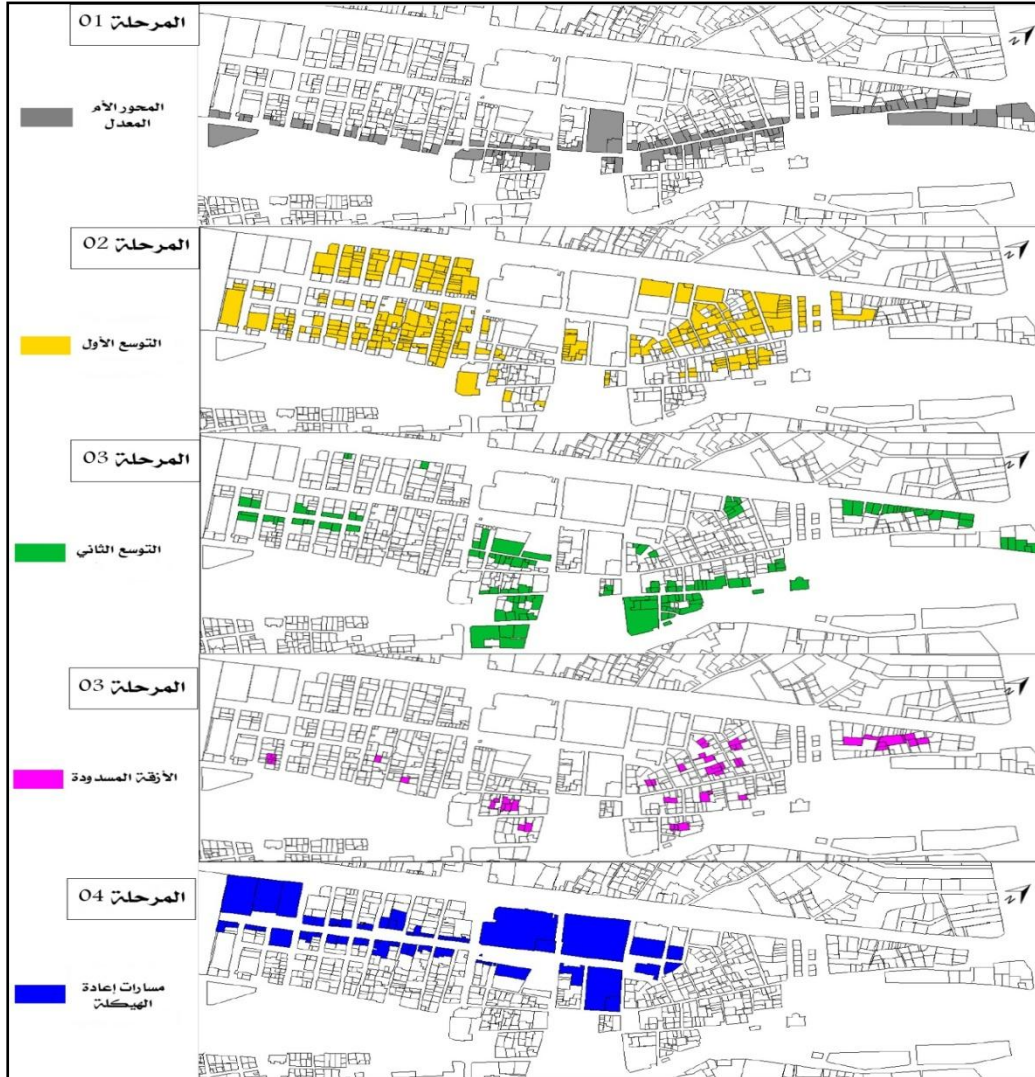 المرحلة 01
المحور الأم
المعدل
المرحلة 02
التوسع الأول
المرحلة 03
التوسع الثاني
المرحلة 03
الأزقة المسدودة
المرحلة 04
مسارات إعادة
الهيكلة